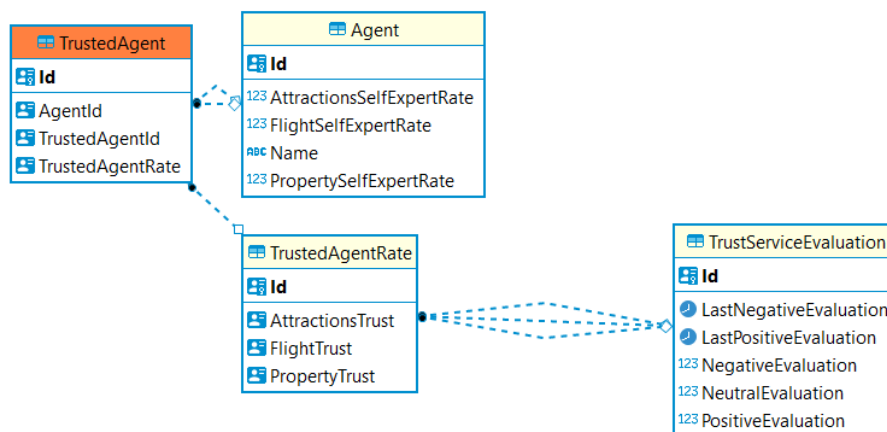 TrustedAgent
Id
AgentId
TrustedAgentId
TrustedAgentRate
Agent
Id
123 AttractionsSelfExpertRate
123 FlightSelfExpertRate
ABC Name
123 PropertySelfExpertRate
TrustedAgentRate
Id
AttractionsTrust
FlightTrust
PropertyTrust
TrustServiceEvaluation
Id
LastNegativeEvaluation
LastPositiveEvaluation
123 NegativeEvaluation
123 NeutralEvaluation
123 PositiveEvaluation